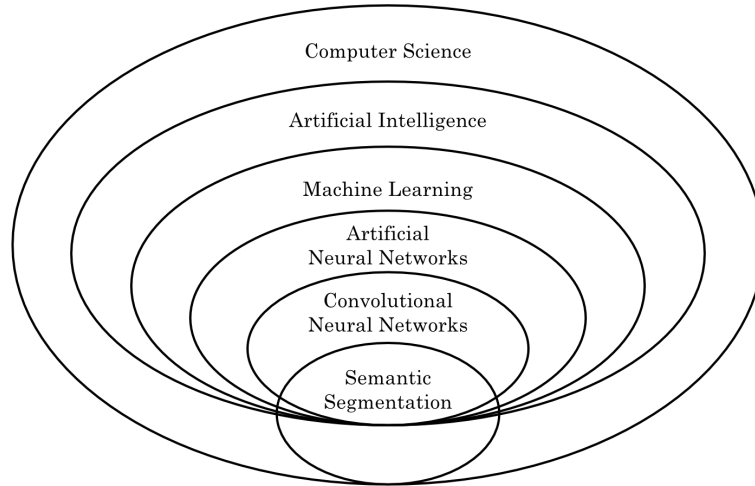 Computer Science
Artificial Intelligence
Machine Learning
Artificial
Neural Networks
Convolutional
Neural Networks
Semantic
Segmentation